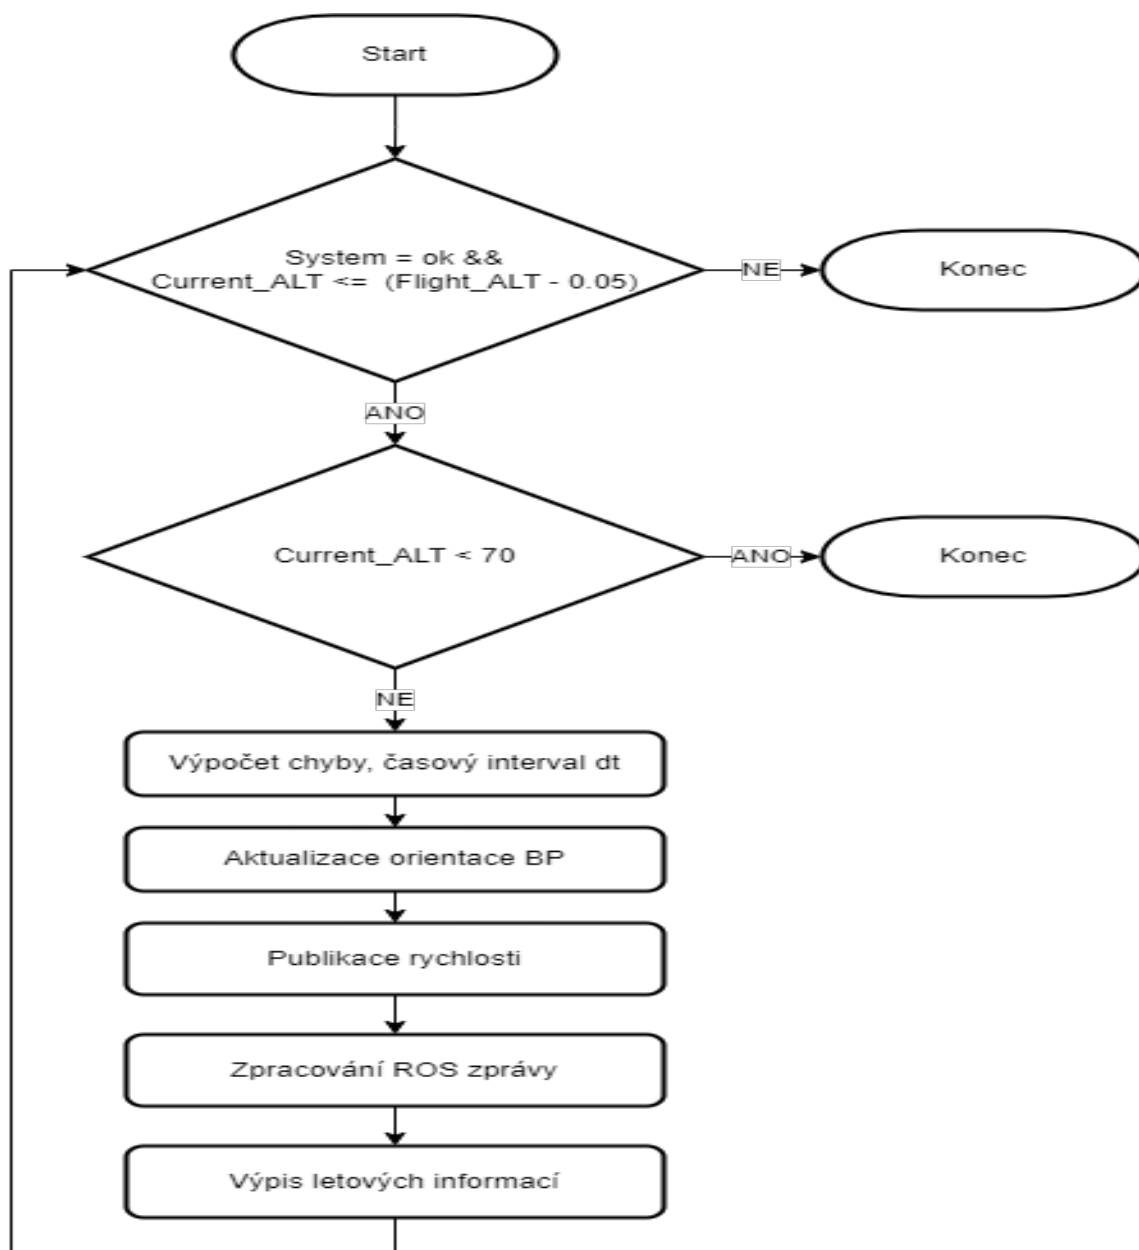 Start
System = ok &&
Current_ALT <= (Flight_ALT - 0.05)
NE
Konec
ANO
Current_ALT < 70
ANO
Konec
NE
Výpočet chyby, časový interval dt
Aktualizace orientace BP
Publikace rychlosti
Zpracování ROS zprávy
Výpis letových informací